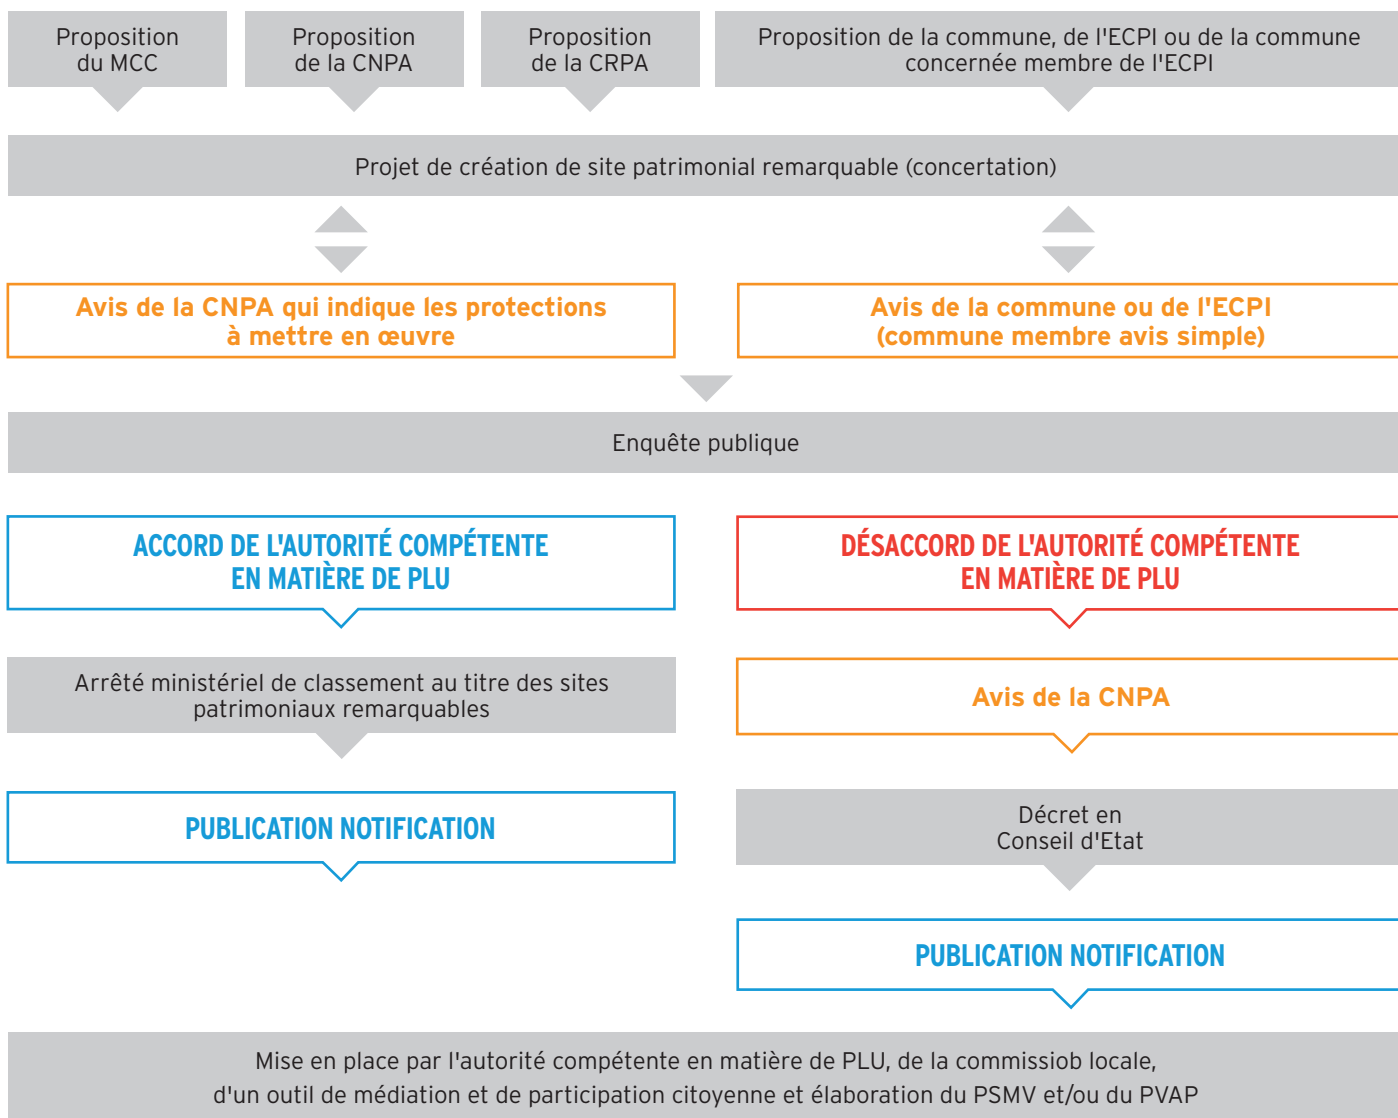 Proposition
du MCC
Proposition
de la CNPA
Proposition
de la CRPA
Proposition de la commune, de l'ECPI ou de la commune
concernée membre de l'ECPI
Projet de création de site patrimonial remarquable (concertation)
Avis de la CNPA qui indique les protections
à mettre en œuvre
Avis de la commune ou de l'ECPI
(commune membre avis simple)
Enquête publique
ACCORD DE L'AUTORITÉ COMPÉTENTE
EN MATIÈRE DE PLU
DÉSACCORD DE L'AUTORITÉ COMPÉTENTE
EN MATIÈRE DE PLU
Arrêté ministériel de classement au titre des sites
patrimoniaux remarquables
Avis de la CNPA
PUBLICATION NOTIFICATION
Décret en
Conseil d'Etat
PUBLICATION NOTIFICATION
Mise en place par l'autorité compétente en matière de PLU, de la commissiob locale,
d'un outil de médiation et de participation citoyenne et élaboration du PSMV et/ou du PVAP